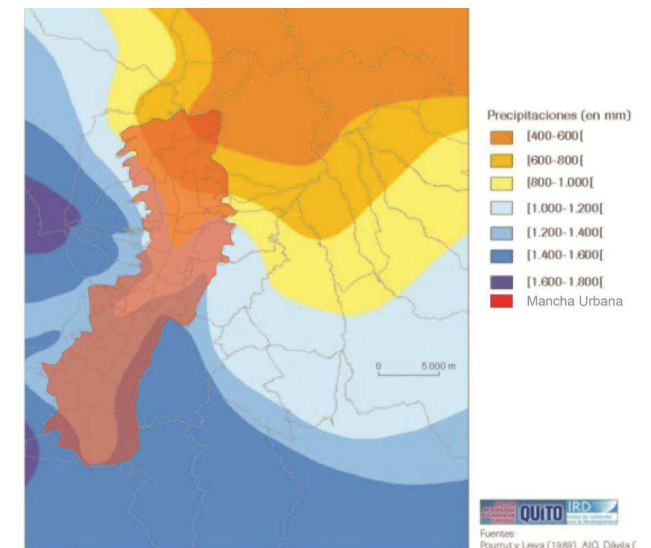 Precipitaciones (en mm)
[400-600[
[600-800[
[800-1.000[
[1.000-1.200[
[1.200-1.400[
[1.400-1.600[
[1.600-1.800[
Mancha Urbana
0 5.000 m
QUITO IRD
Fuentes:
Pourrut y Leiva (1989), AIQ, Dávila (